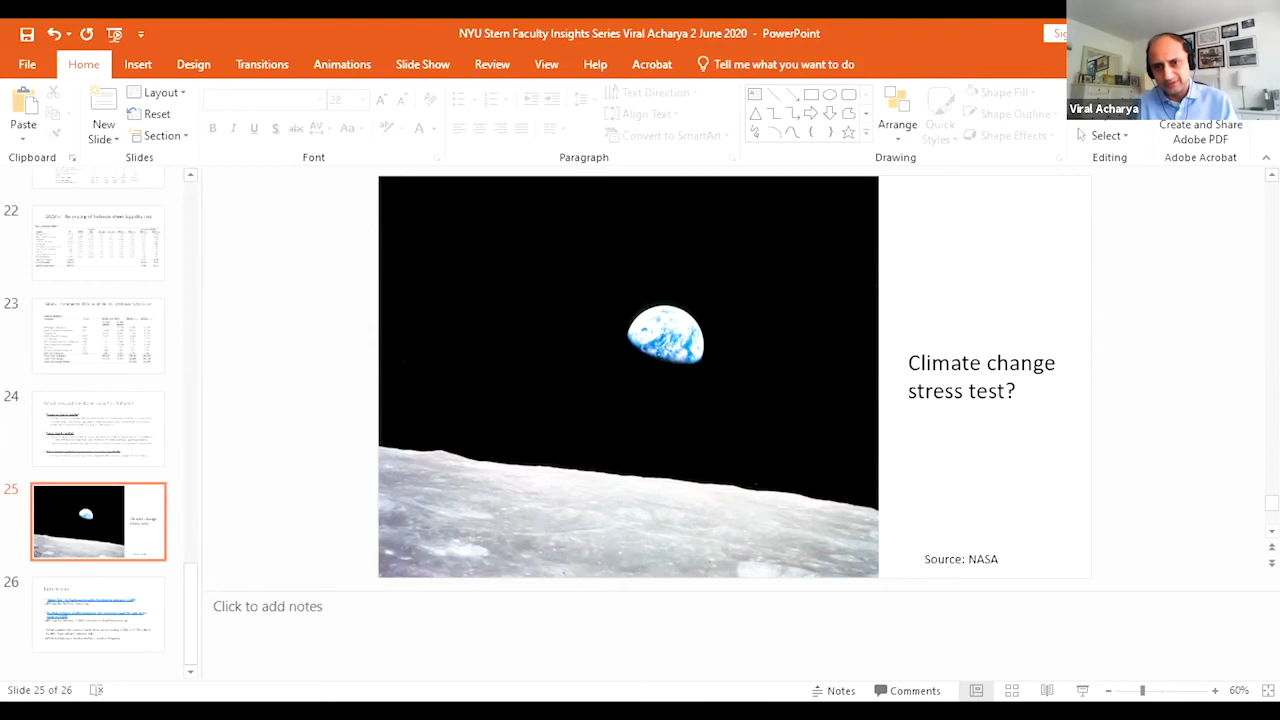 NYU Stern Faculty Insights Series Viral Acharya 2 June 2020 - PowerPoint
File Home Insert Design Transitions Animations Slide Show Review View Help Acrobat Tell me what you want to do
Viral Acharya
Paste
New
Slide
Layout
Reset
Section
28
Text Direction
Align Text
Convert to SmartArt
Arrange
Quick
Styles
Shape Fill
Shape Outline
Shape Effects
Select
Create and Share
Adobe PDF
Clipboard Slides Font Paragraph Drawing Editing Adobe Acrobat
22
23
24
25
26
Climate change
stress test?
Source: NASA
Click to add notes
Slide 25 of 26 Notes Comments 60%